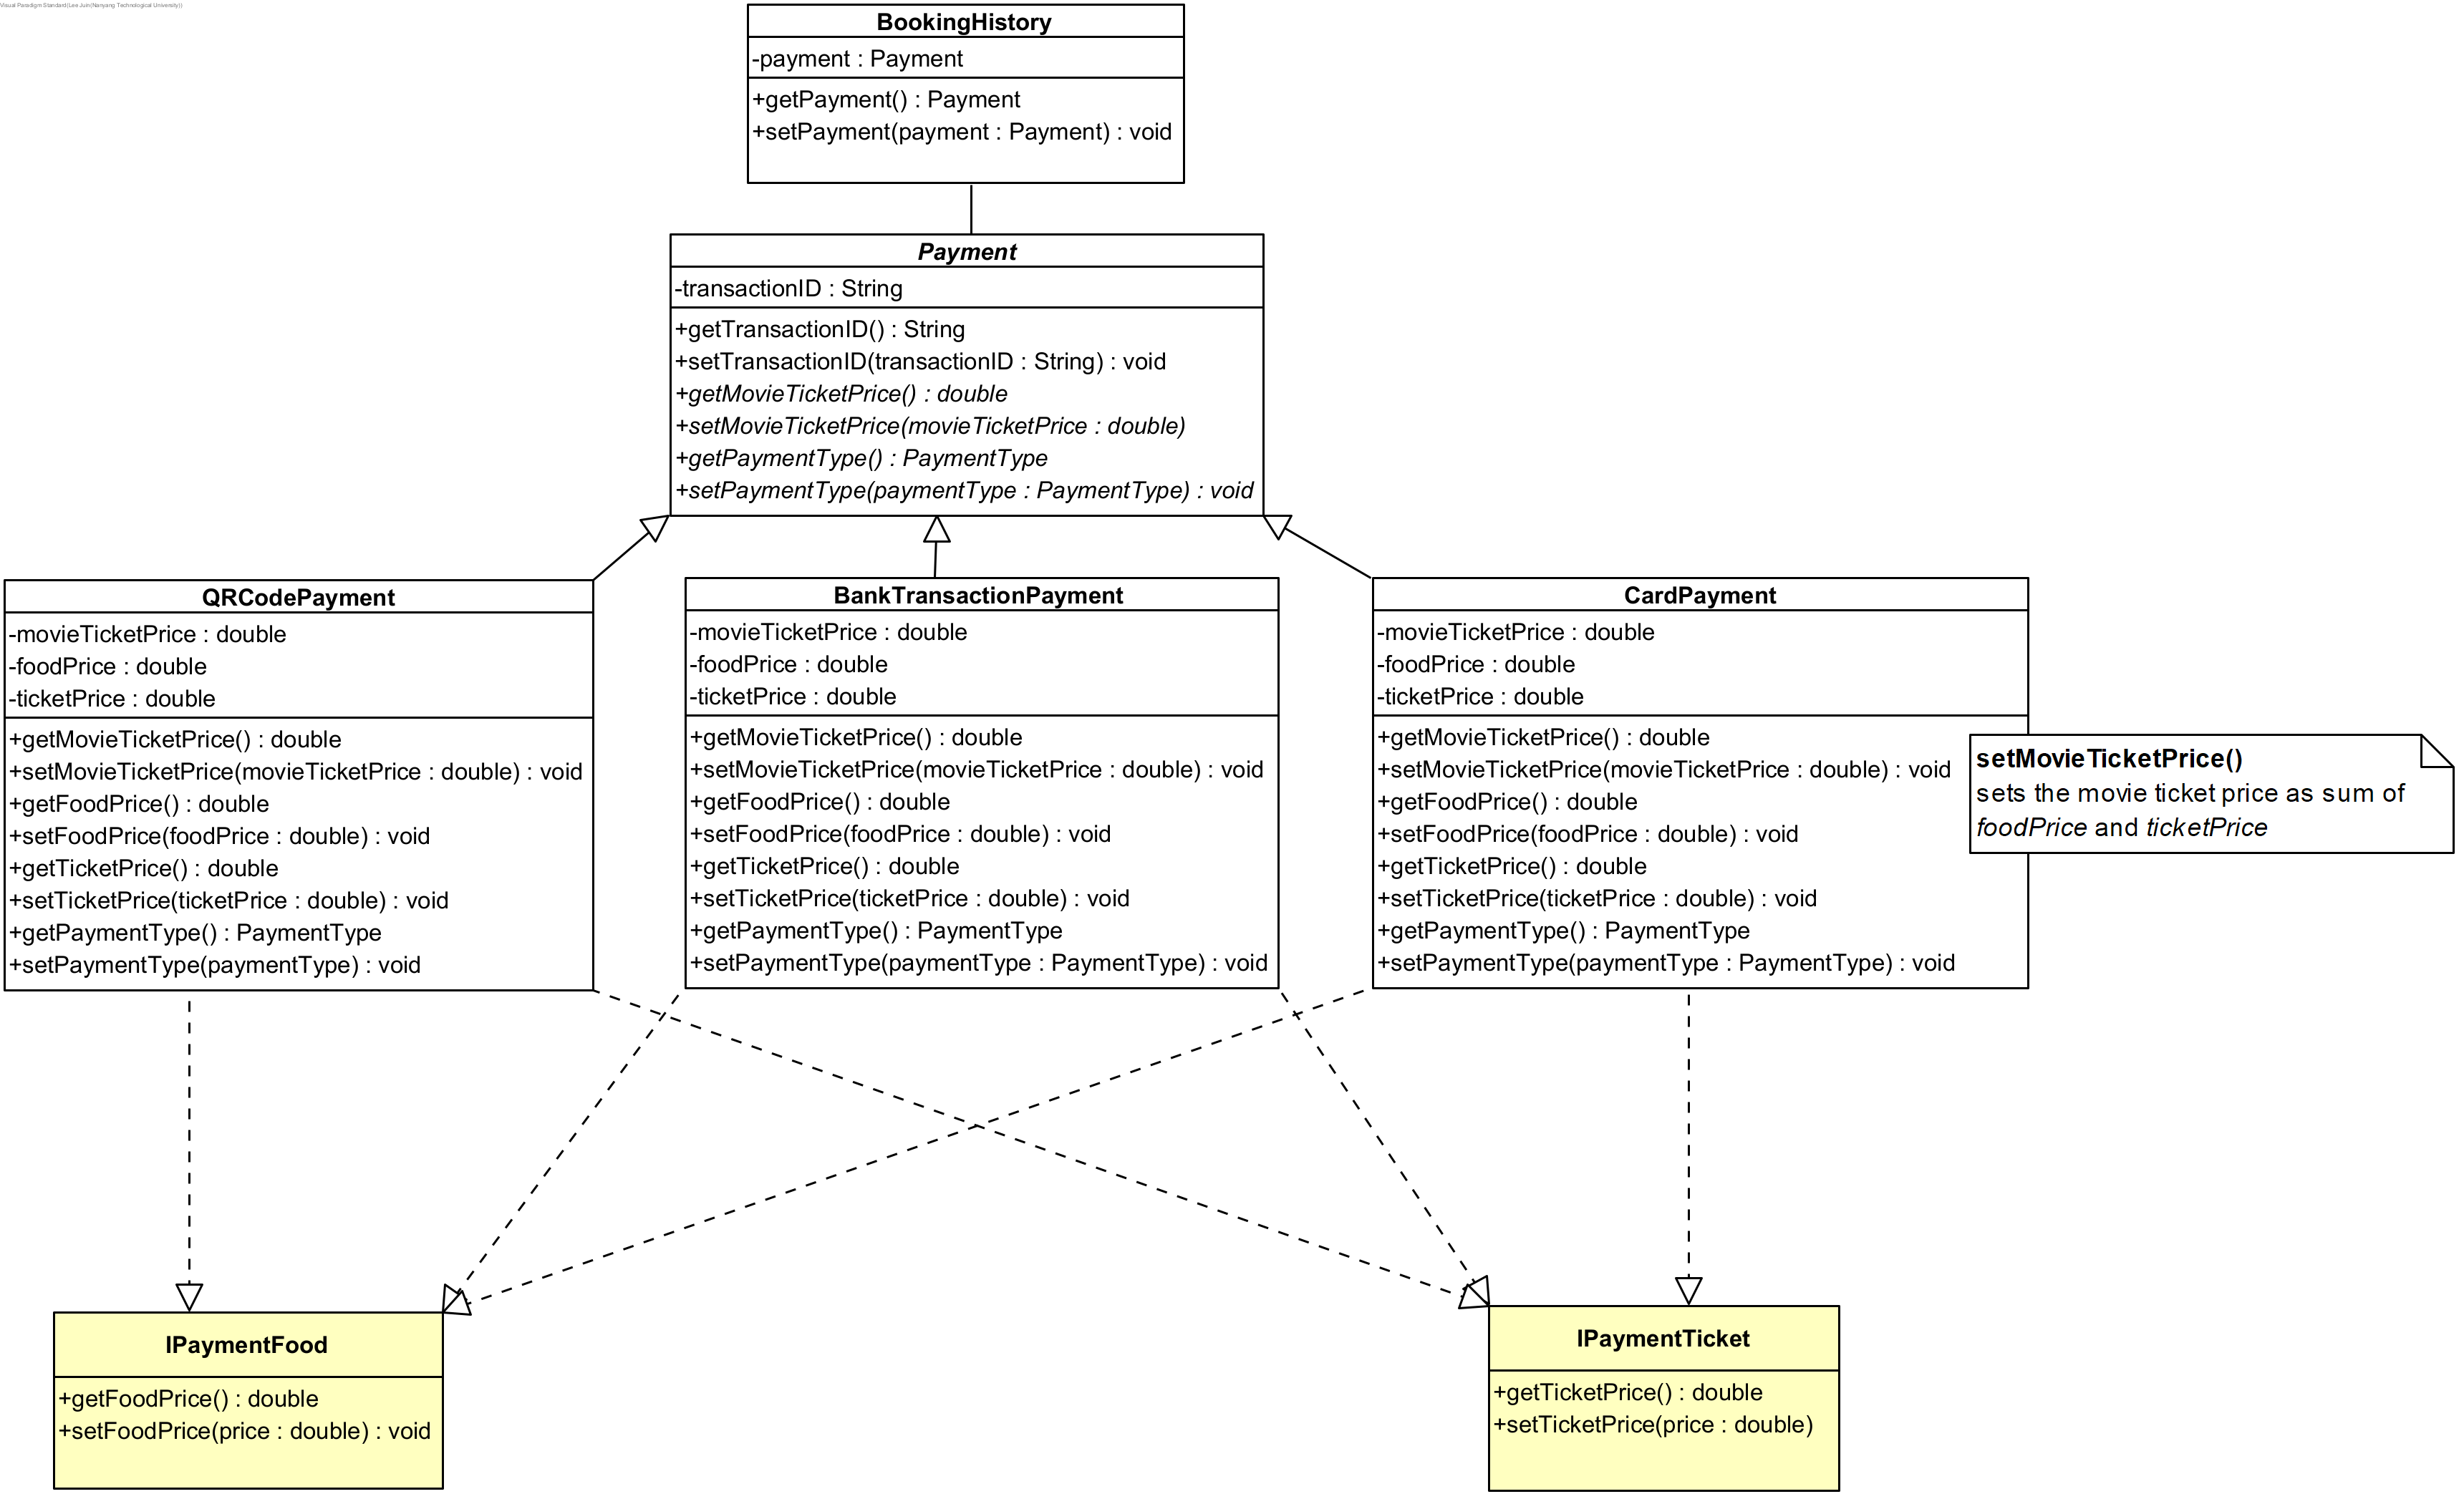 Visual Paradigm Standard(Lee Juin(Nanyang Technological University))
BookingHistory
-payment : Payment
+getPayment() : Payment
+setPayment(payment : Payment) : void
Payment
-transactionID : String
+getTransactionID() : String
+setTransactionID(transactionID : String) : void
+getMovieTicketPrice() : double
+setMovieTicketPrice(movieTicketPrice : double)
+getPaymentType() : PaymentType
+setPaymentType(paymentType : PaymentType) : void
QRCodePayment
-movieTicketPrice : double
-foodPrice : double
-ticketPrice : double
+getMovieTicketPrice() : double
+setMovieTicketPrice(movieTicketPrice : double) : void
+getFoodPrice() : double
+setFoodPrice(foodPrice : double) : void
+getTicketPrice() : double
+setTicketPrice(ticketPrice : double) : void
+getPaymentType() : PaymentType
+setPaymentType(paymentType) : void
BankTransactionPayment
-movieTicketPrice : double
-foodPrice : double
-ticketPrice : double
+getMovieTicketPrice() : double
+setMovieTicketPrice(movieTicketPrice : double) : void
+getFoodPrice() : double
+setFoodPrice(foodPrice : double) : void
+getTicketPrice() : double
+setTicketPrice(ticketPrice : double) : void
+getPaymentType() : PaymentType
+setPaymentType(paymentType : PaymentType) : void
CardPayment
-movieTicketPrice : double
-foodPrice : double
-ticketPrice : double
+getMovieTicketPrice() : double
+setMovieTicketPrice(movieTicketPrice : double) : void
+getFoodPrice() : double
+setFoodPrice(foodPrice : double) : void
+getTicketPrice() : double
+setTicketPrice(ticketPrice : double) : void
+getPaymentType() : PaymentType
+setPaymentType(paymentType : PaymentType) : void
setMovieTicketPrice()
sets the movie ticket price as sum of
foodPrice and ticketPrice
IPaymentFood
+getFoodPrice() : double
+setFoodPrice(price : double) : void
IPaymentTicket
+getTicketPrice() : double
+setTicketPrice(price : double)